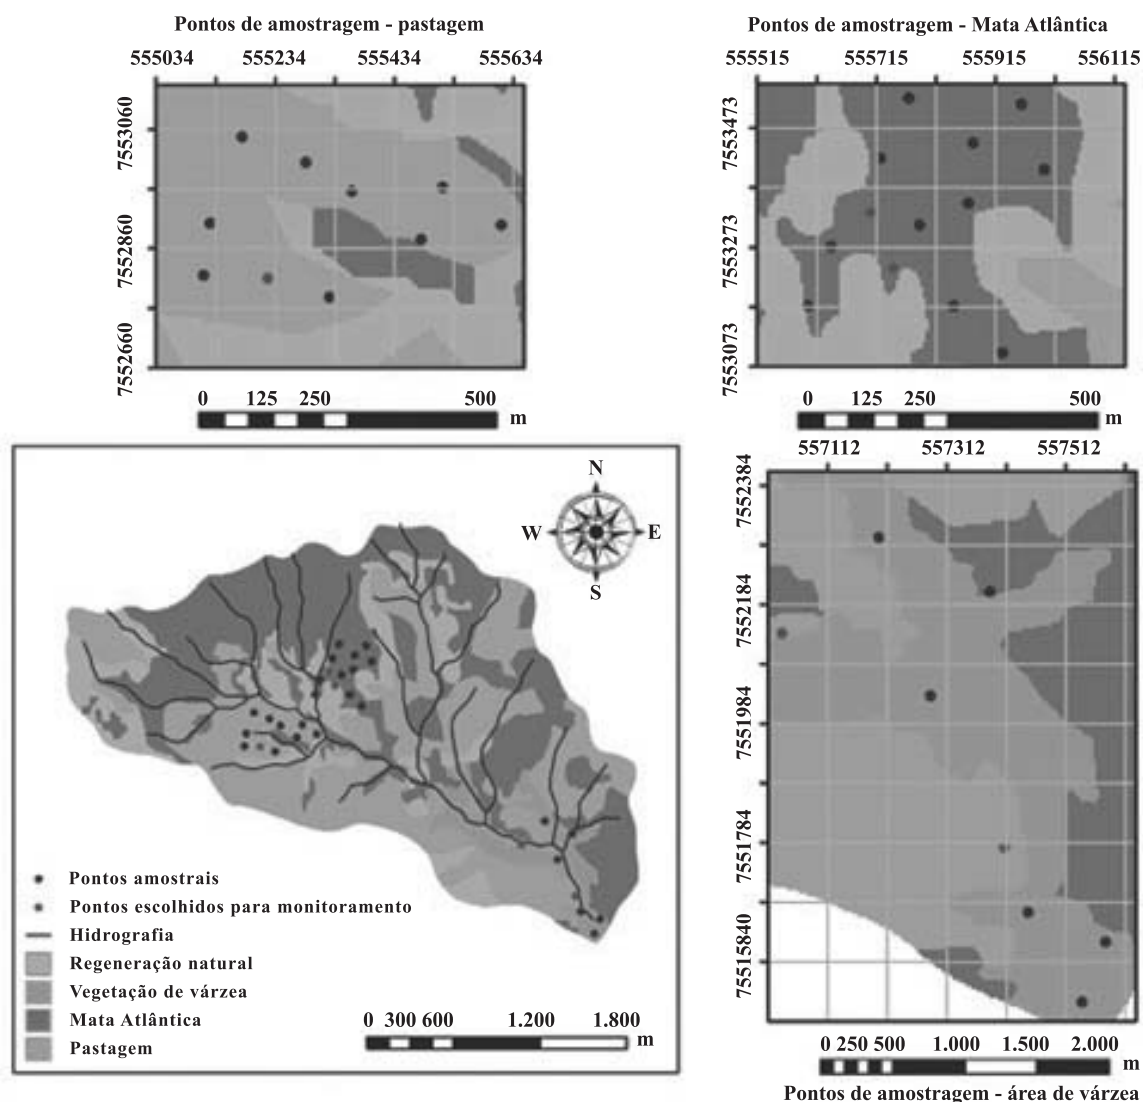 Pontos de amostragem - pastagem
555034 555234 555434 555634
7553060
7552860
7552660
0 125 250 500
m
Pontos de amostragem - Mata Atlântica
555515 555715 555915 556115
7553473
7553273
7553073
0 125 250 500
m
N
W E
S
Pontos amostrais
Pontos escolhidos para monitoramento
Hidrografia
Regeneração natural
Vegetação de várzea
Mata Atlântica
Pastagem
0 300 600 1.200 1.800
m
557112 557312 557512
7552384
7552184
7551984
7551784
75515840
0 250 500 1.000 1.500 2.000
m
Pontos de amostragem - área de várzea